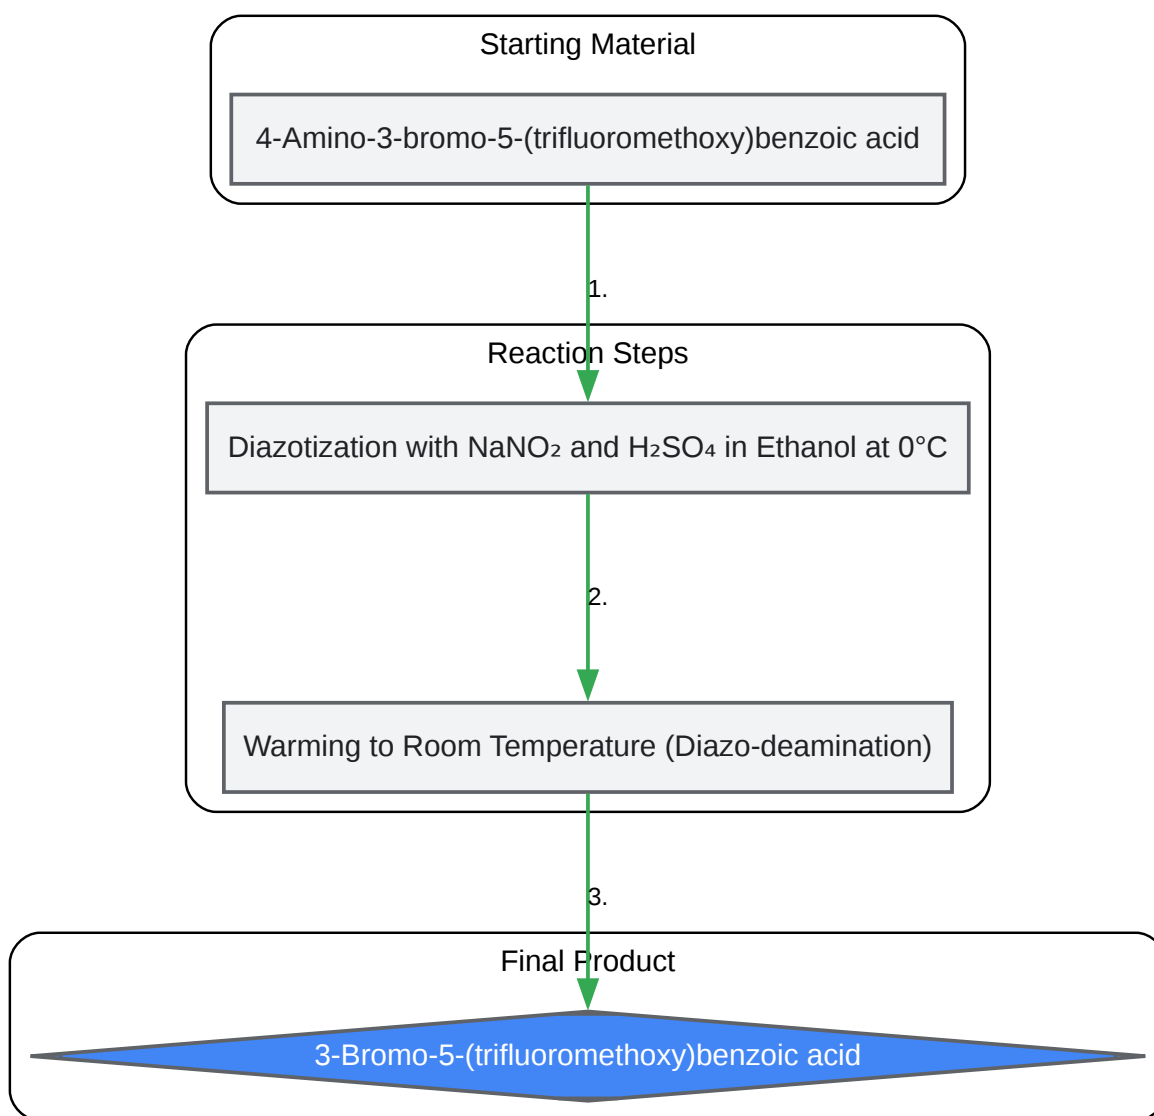 Starting Material
4-Amino-3-bromo-5-(trifluoromethoxy)benzoic acid
1.
Reaction Steps
Diazotization with NaNO₂ and H₂SO₄ in Ethanol at 0°C
2.
Warming to Room Temperature (Diazo-deamination)
3.
Final Product
3-Bromo-5-(trifluoromethoxy)benzoic acid